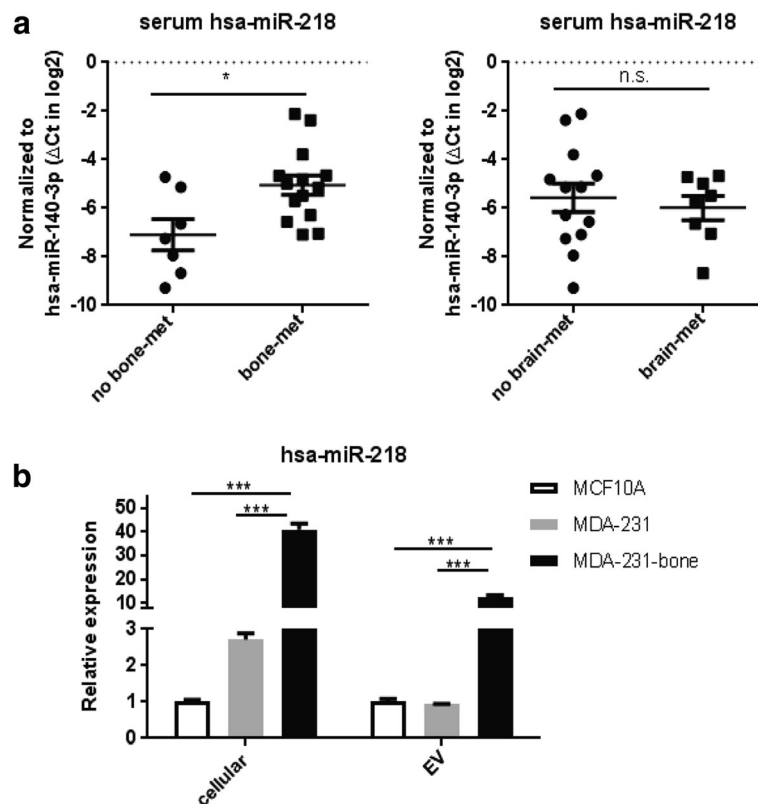 a
serum hsa-miR-218
Normalized to
hsa-miR-140-3p (ΔCt in log2)
0
-2
-4
-6
-8
-10
*
no bone-met
bone-met
serum hsa-miR-218
Normalized to
hsa-miR-140-3p (ΔCt in log2)
0
-2
-4
-6
-8
-10
n.s.
no brain-met
brain-met
b
hsa-miR-218
Relative expression
50
40
30
20
10
3
2
1
0
***
***
***
***
cellular
EV
MCF10A
MDA-231
MDA-231-bone